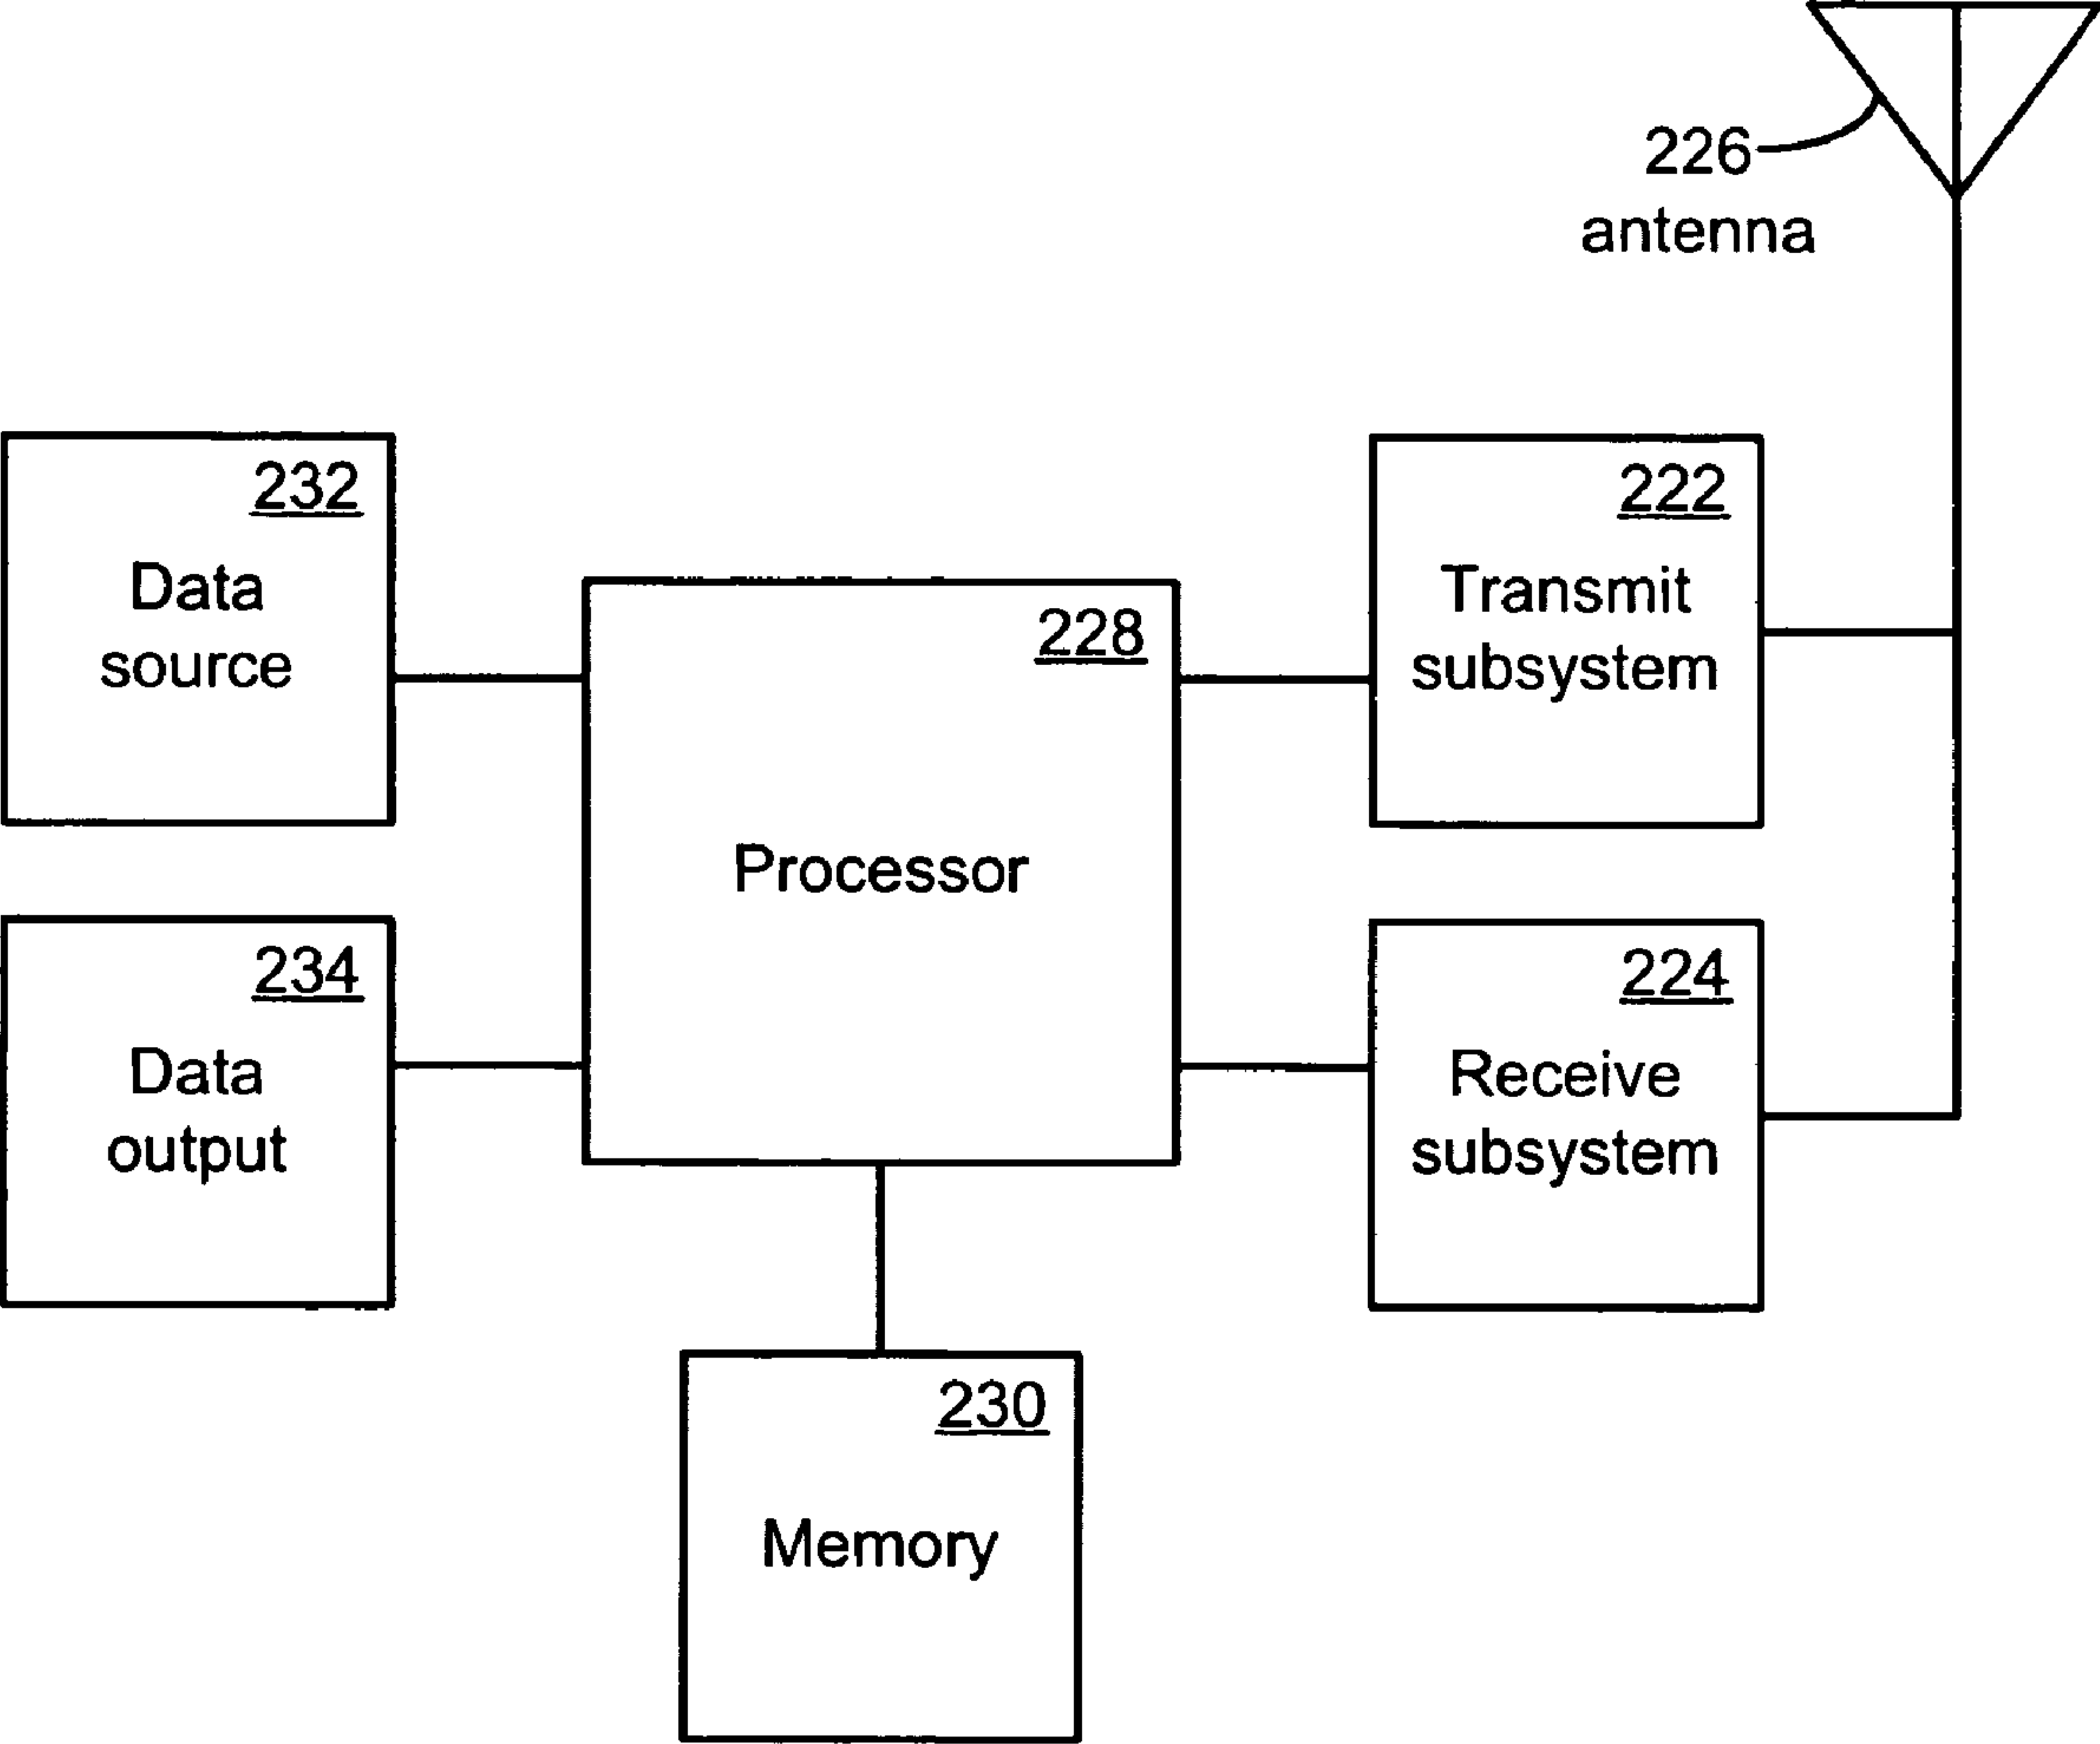 226
antenna
232
Data
source
222
Transmit
subsystem
228
Processor
234
Data
output
224
Receive
subsystem
230
Memory